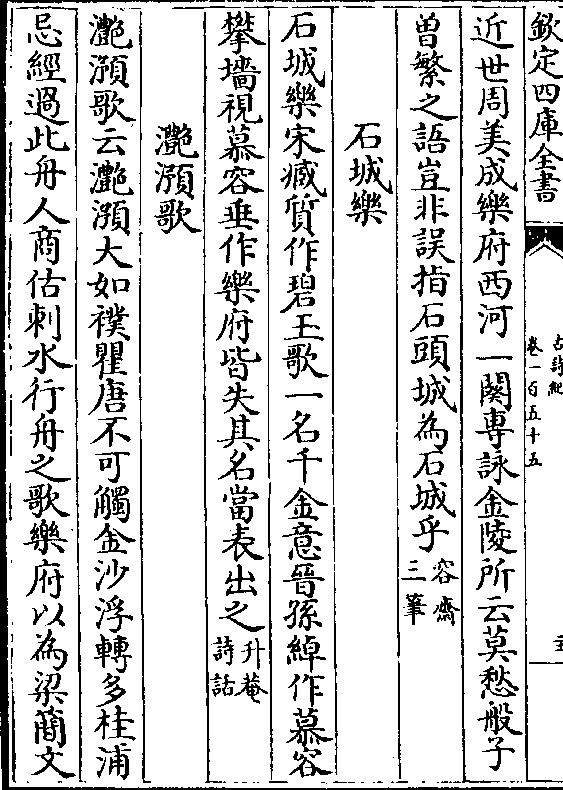 欽定四庫全書
古詩紀
卷一百五十五
近世周美成樂府西河一闋專詠金陵所云莫愁般子
曽繁之語豈非誤指石頭城為石城乎容齋三筆
石城樂
石城樂宋臧質作碧玉歌一名千金意晉孫綽作慕容
攀墻視慕容垂作樂府皆失其名當表出之升菴詩話
灔澦歌
灔澦歌云灔澦大如襆瞿唐不可觸金沙浮轉多桂浦
忌經過此舟人商估刺水行舟之歌樂府以為梁簡文